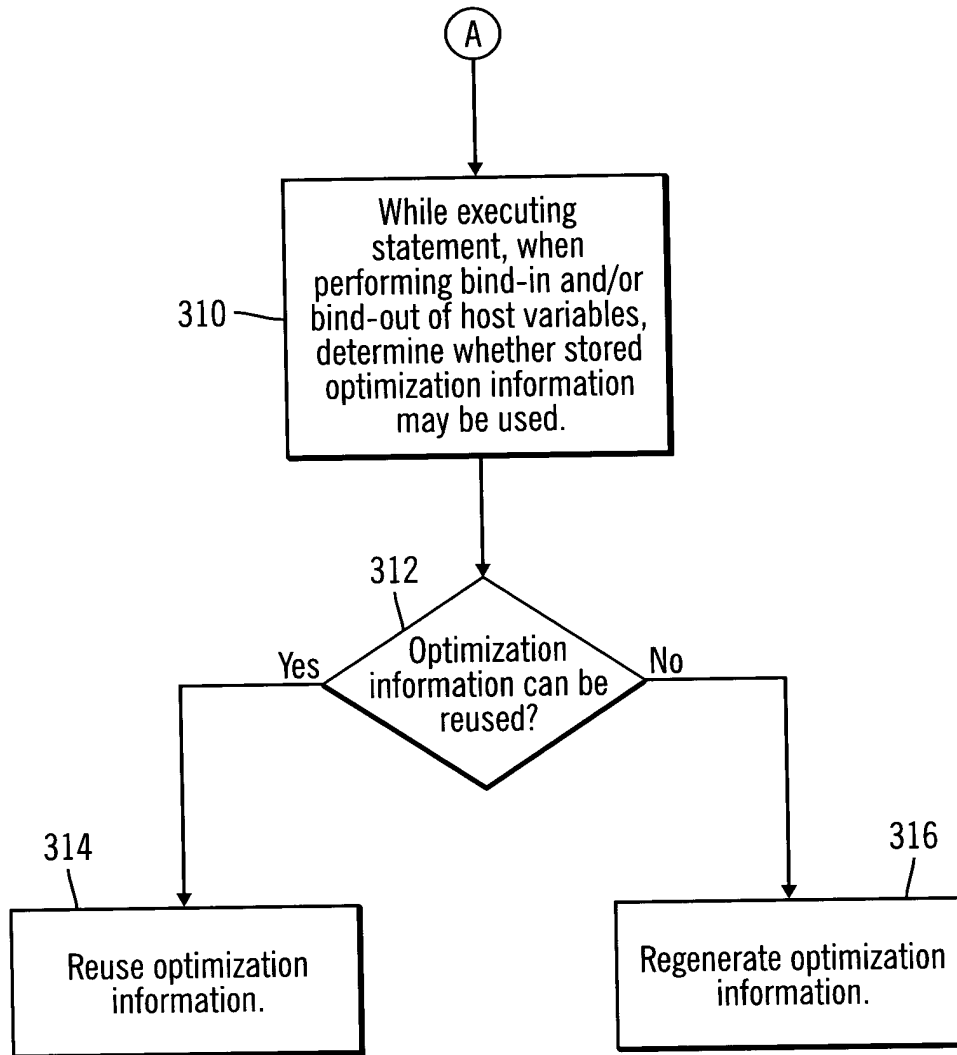 A
While executing
statement, when
performing bind-in and/or
bind-out of host variables,
determine whether stored
optimization information
may be used.
310
312
Optimization
information can be
reused?
Yes
No
314
Reuse optimization
information.
316
Regenerate optimization
information.